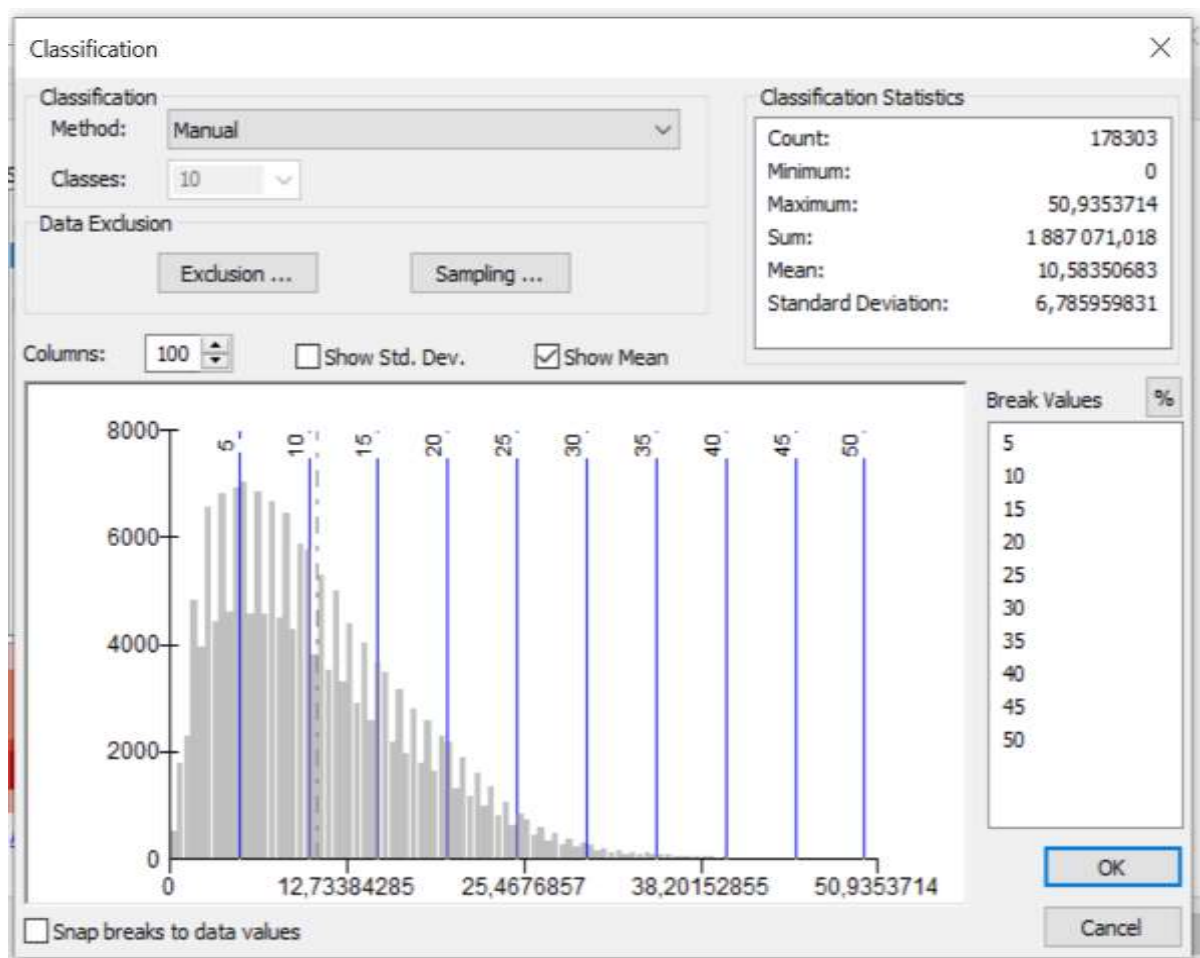 Classification
Classification
Method: Manual
Classes: 10
Data Exclusion
Exclusion ...
Sampling ...
Classification Statistics
Count: 178303
Minimum: 0
Maximum: 50,9353714
Sum: 1 887 071,018
Mean: 10,58350683
Standard Deviation: 6,785959831
Columns: 100
Show Std. Dev.
Show Mean
Break Values
%
8000
6000
4000
2000
0
5 10 15 20 25 30 35 40 45 50
0 12,73384285 25,4676857 38,20152855 50,9353714
5
10
15
20
25
30
35
40
45
50
OK
Cancel
Snap breaks to data values